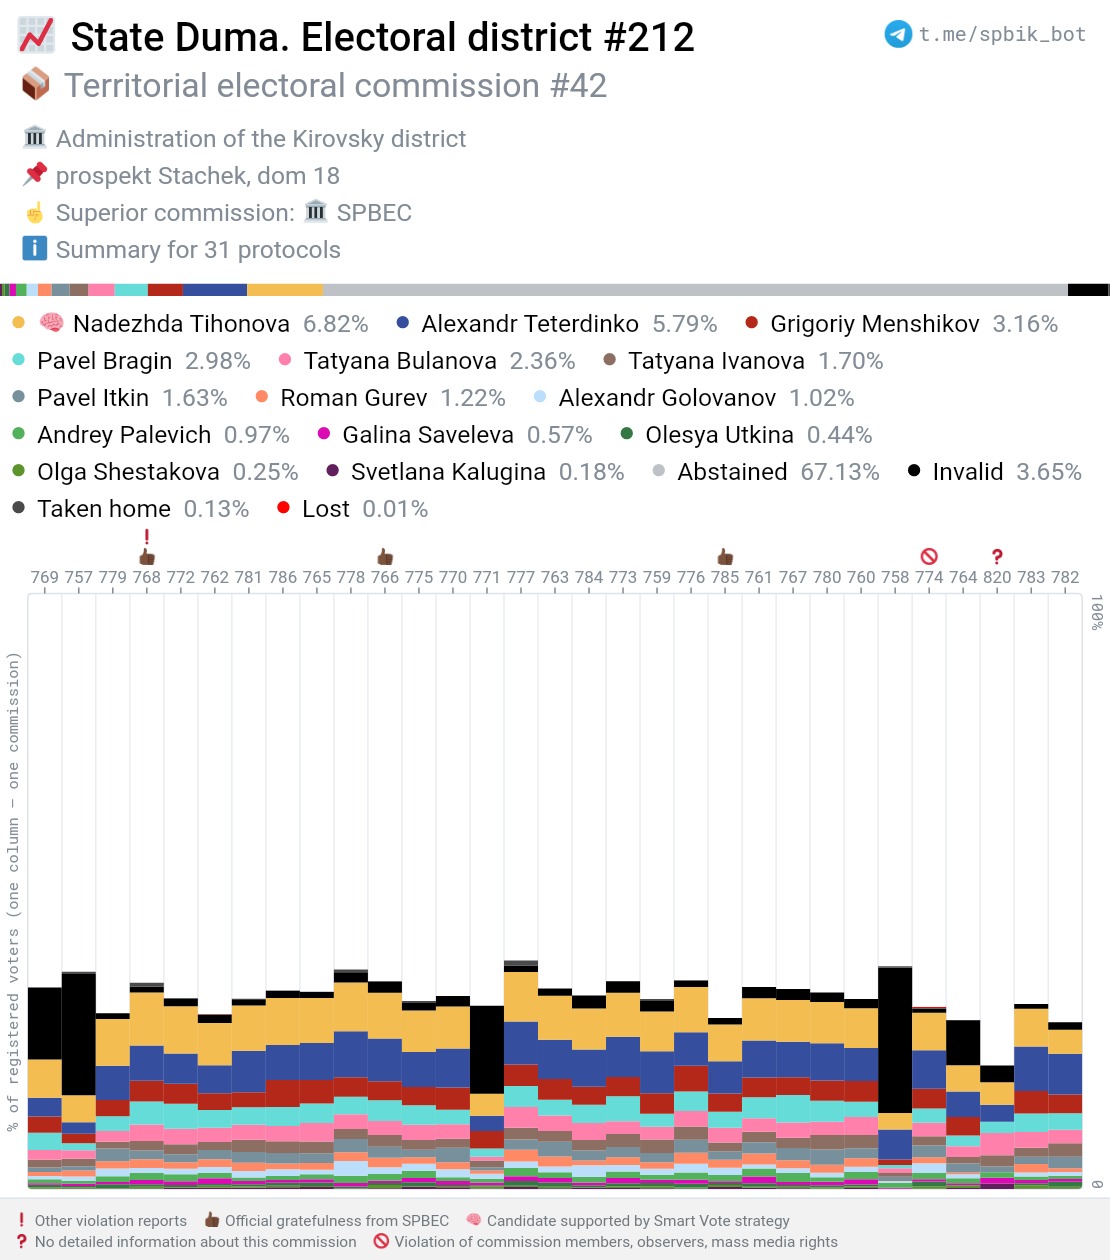 State Duma. Electoral district #212
t.me/spbik_bot
Territorial electoral commission #42
Administration of the Kirovsky district
prospekt Stachek, dom 18
Superior commission: SPBEC
Summary for 31 protocols
Nadezhda Tihonova 6.82% Alexandr Teterdinko 5.79% Grigoriy Menshikov 3.16%
Pavel Bragin 2.98% Tatyana Bulanova 2.36% Tatyana Ivanova 1.70%
Pavel Itkin 1.63% Roman Gurev 1.22% Alexandr Golovanov 1.02%
Andrey Palevich 0.97% Galina Saveleva 0.57% Olesya Utkina 0.44%
Olga Shestakova 0.25% Svetlana Kalugina 0.18% Abstained 67.13% Invalid 3.65%
Taken home 0.13% Lost 0.01%
769 757 779 768 772 762 781 786 765 778 766 775 770 771 777 763 784 773 759 776 785 761 767 780 760 758 774 764 820 783 782
100%
% of registered voters (one column — one commission)
0
Other violation reports Official gratefulness from SPBEC Candidate supported by Smart Vote strategy
No detailed information about this commission Violation of commission members, observers, mass media rights